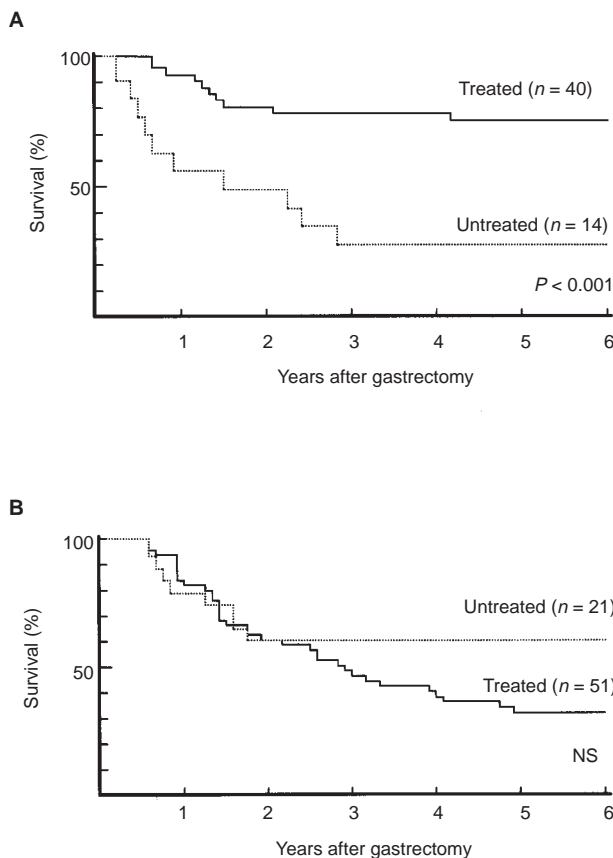 A
100
50
Survival (%)
Treated (n = 40)
Untreated (n = 14)
P < 0.001
1 2 3 4 5 6
Years after gastrectomy
B
100
50
Survival (%)
Untreated (n = 21)
Treated (n = 51)
NS
1 2 3 4 5 6
Years after gastrectomy